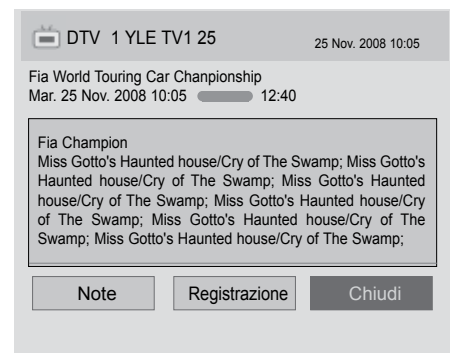 DTV 1 YLE TV1 25 25 Nov. 2008 10:05
Fia World Touring Car Chanpionship
Mar. 25 Nov. 2008 10:05 12:40
Fia Champion
Miss Gotto's Haunted house/Cry of The Swamp; Miss Gotto's
Haunted house/Cry of The Swamp; Miss Gotto's Haunted
house/Cry of The Swamp; Miss Gotto's Haunted house/Cry
of The Swamp; Miss Gotto's Haunted house/Cry of The
Swamp; Miss Gotto's Haunted house/Cry of The Swamp;
Note Registrazione Chiudi